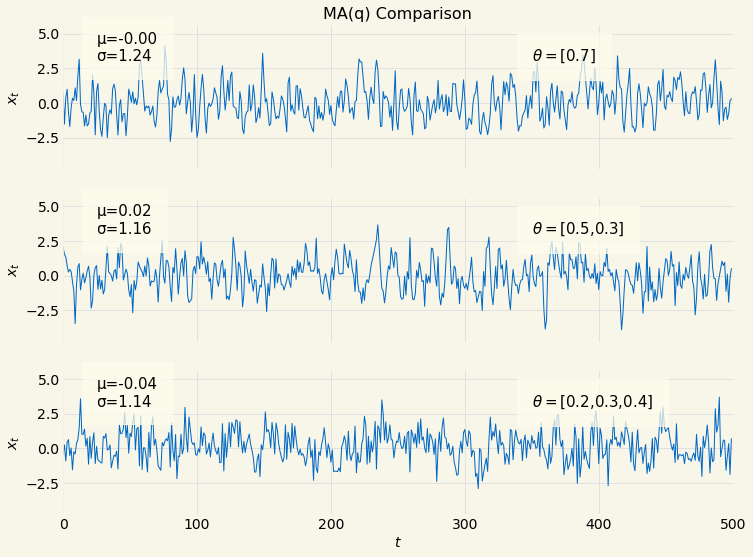 MA(q) Comparison
5.0
2.5
0.0
−2.5
x_t
μ=-0.00
σ=1.24
θ = [0.7]
5.0
2.5
0.0
−2.5
x_t
μ=0.02
σ=1.16
θ = [0.5,0.3]
5.0
2.5
0.0
−2.5
x_t
μ=-0.04
σ=1.14
θ = [0.2,0.3,0.4]
0 100 200 300 400 500
t